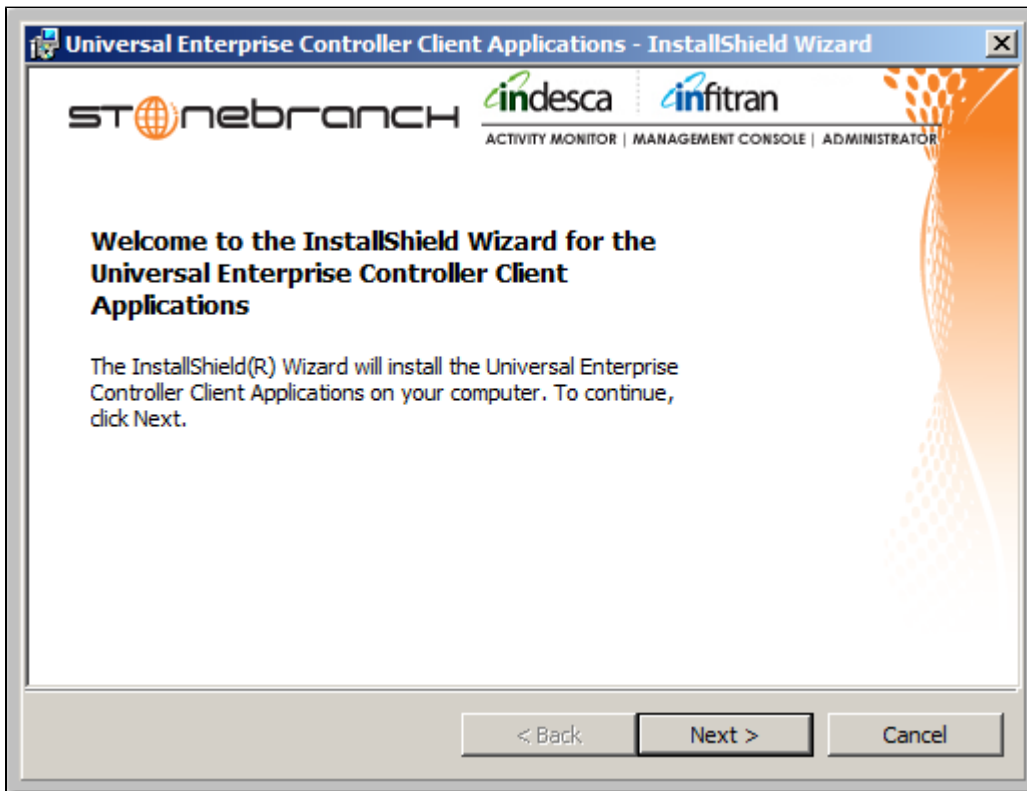 Universal Enterprise Controller Client Applications - InstallShield Wizard
stonebranch indesca infitran
ACTIVITY MONITOR | MANAGEMENT CONSOLE | ADMINISTRATOR
Welcome to the InstallShield Wizard for the
Universal Enterprise Controller Client
Applications
The InstallShield(R) Wizard will install the Universal Enterprise
Controller Client Applications on your computer. To continue,
click Next.
< Back Next > Cancel